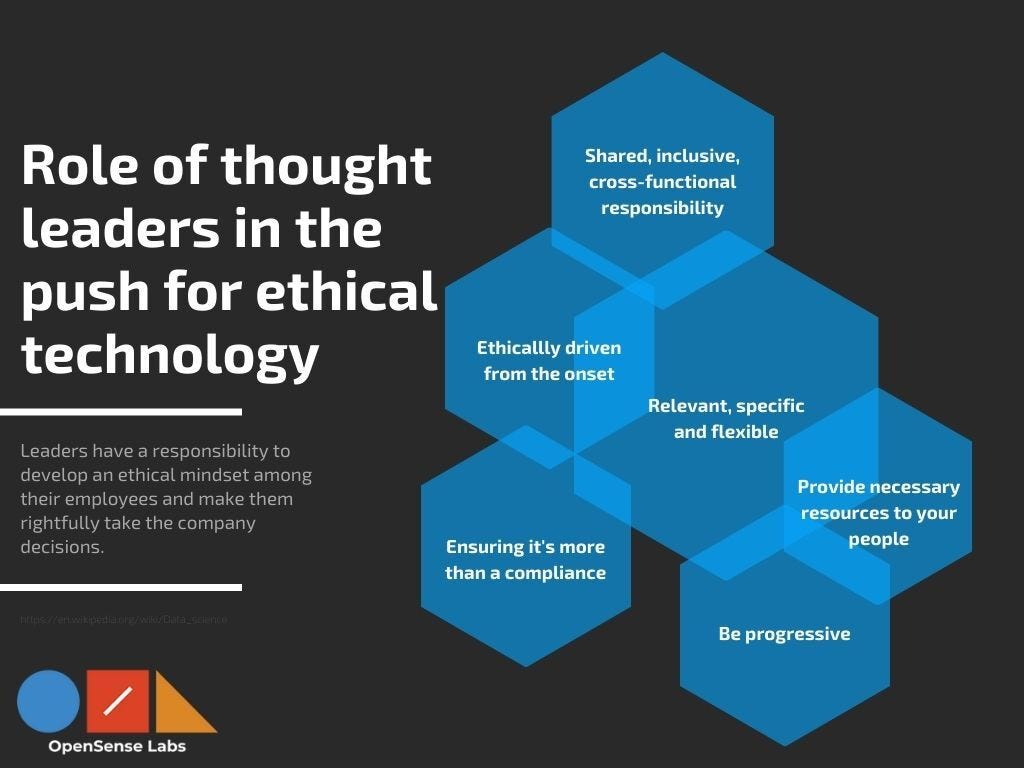 Role of thought
leaders in the
push for ethical
technology
Leaders have a responsibility to
develop an ethical mindset among
their employees and make them
rightfully take the company
decisions.
https://en.wikipedia.org/wiki/Data_science
OpenSense Labs
Shared, inclusive,
cross-functional
responsibility
Ethicallly driven
from the onset
Relevant, specific
and flexible
Provide necessary
resources to your
people
Ensuring it's more
than a compliance
Be progressive